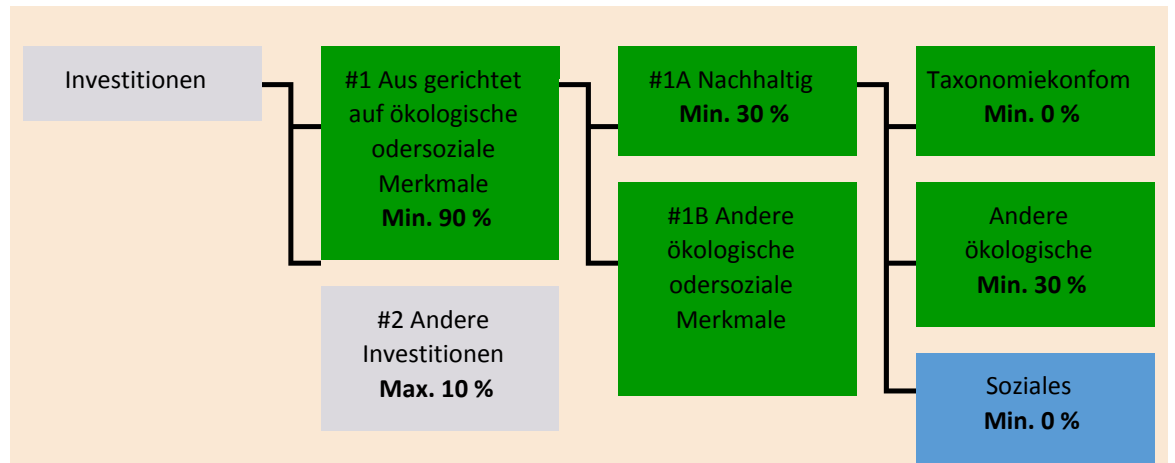 Investitionen
#1 Aus gerichtet
auf ökologische
odersoziale
Merkmale
Min. 90 %
#2 Andere
Investitionen
Max. 10 %
#1A Nachhaltig
Min. 30 %
#1B Andere
ökologische
odersoziale
Merkmale
Taxonomiekonfom
Min. 0 %
Andere
ökologische
Min. 30 %
Soziales
Min. 0 %